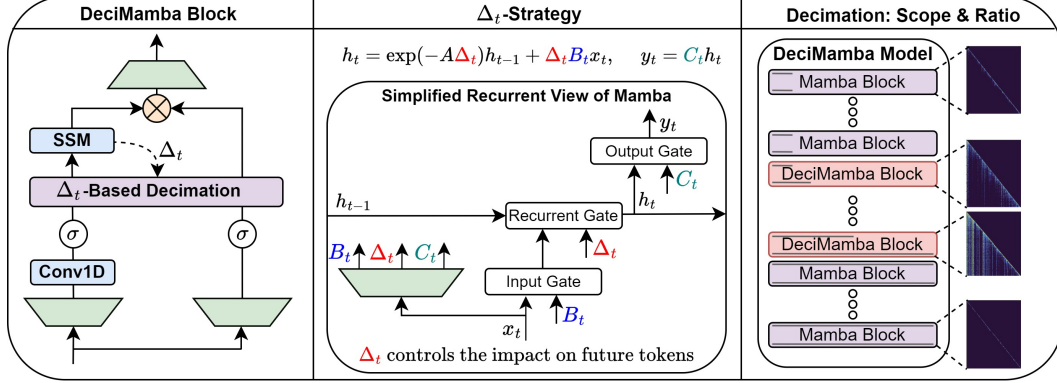 DeciMamba Block
SSM
Δₜ
Δₜ-Based Decimation
σ
σ
Conv1D
Δₜ-Strategy
hₜ = exp(−AΔₜ)hₜ₋₁ + ΔₜBₜxₜ,  yₜ = Cₜhₜ
Simplified Recurrent View of Mamba
yₜ
Output Gate
Cₜ
hₜ₋₁
hₜ
Recurrent Gate
Bₜ Δₜ Cₜ
Δₜ
Input Gate
xₜ
Bₜ
Δₜ controls the impact on future tokens
Decimation: Scope & Ratio
DeciMamba Model
Mamba Block
Mamba Block
DeciMamba Block
DeciMamba Block
Mamba Block
Mamba Block